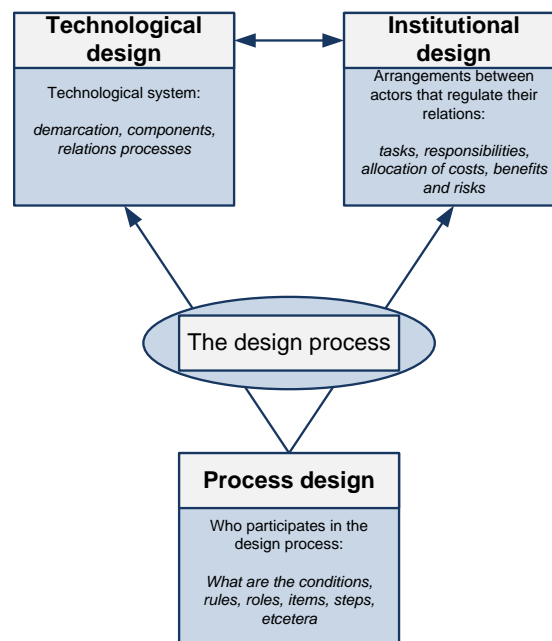 Technological
design
Technological system:
demarcation, components,
relations processes
Institutional
design
Arrangements between
actors that regulate their
relations:
tasks, responsibilities,
allocation of costs, benefits
and risks
The design process
Process design
Who participates in the
design process:
What are the conditions,
rules, roles, items, steps,
etcetera